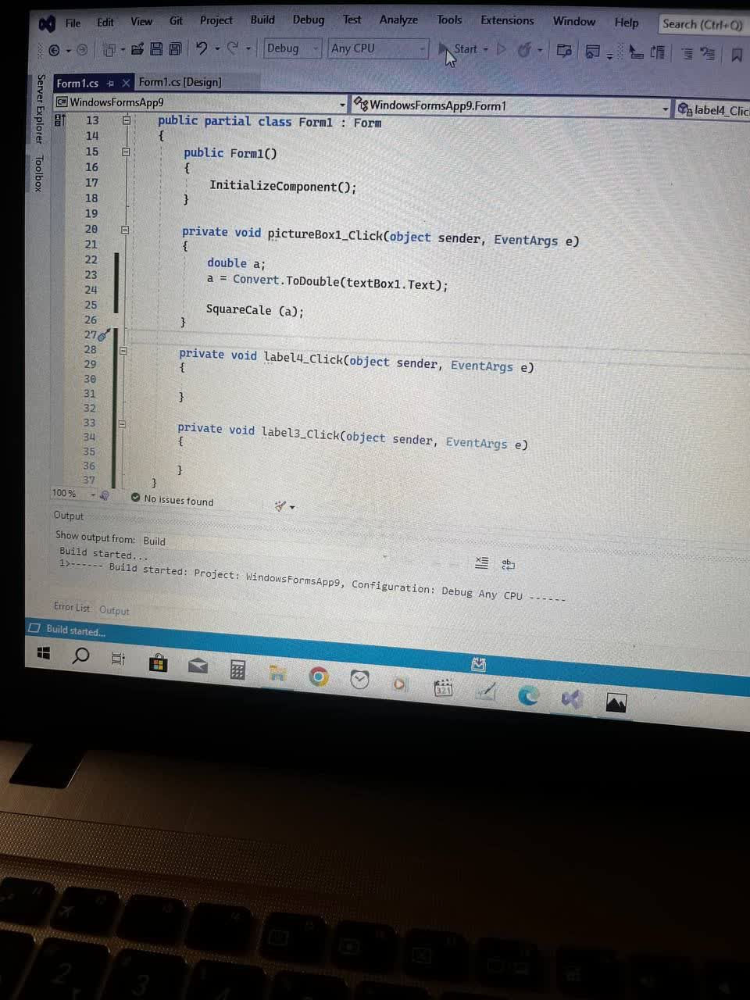 File Edit View Git Project Build Debug Test Analyze Tools Extensions Window Help Search (Ctrl+Q)
Debug Any CPU Start
Server Explorer Toolbox
Form1.cs Form1.cs [Design]
C# WindowsFormsApp9 WindowsFormsApp9.Form1 label4_Clic
13 public partial class Form1 : Form
14 {
15 public Form1()
16 {
17 InitializeComponent();
18 }
19
20 private void pictureBox1_Click(object sender, EventArgs e)
21 {
22 double a;
23 a = Convert.ToDouble(textBox1.Text);
24
25 SquareCale (a);
26 }
27
28 private void label4_Click(object sender, EventArgs e)
29 {
30
31 }
32
33 private void label3_Click(object sender, EventArgs e)
34 {
35
36 }
37 }
100 % No issues found
Output
Show output from: Build
Build started...
1>------ Build started: Project: WindowsFormsApp9, Configuration: Debug Any CPU ------
Error List Output
Build started...
321
2 3